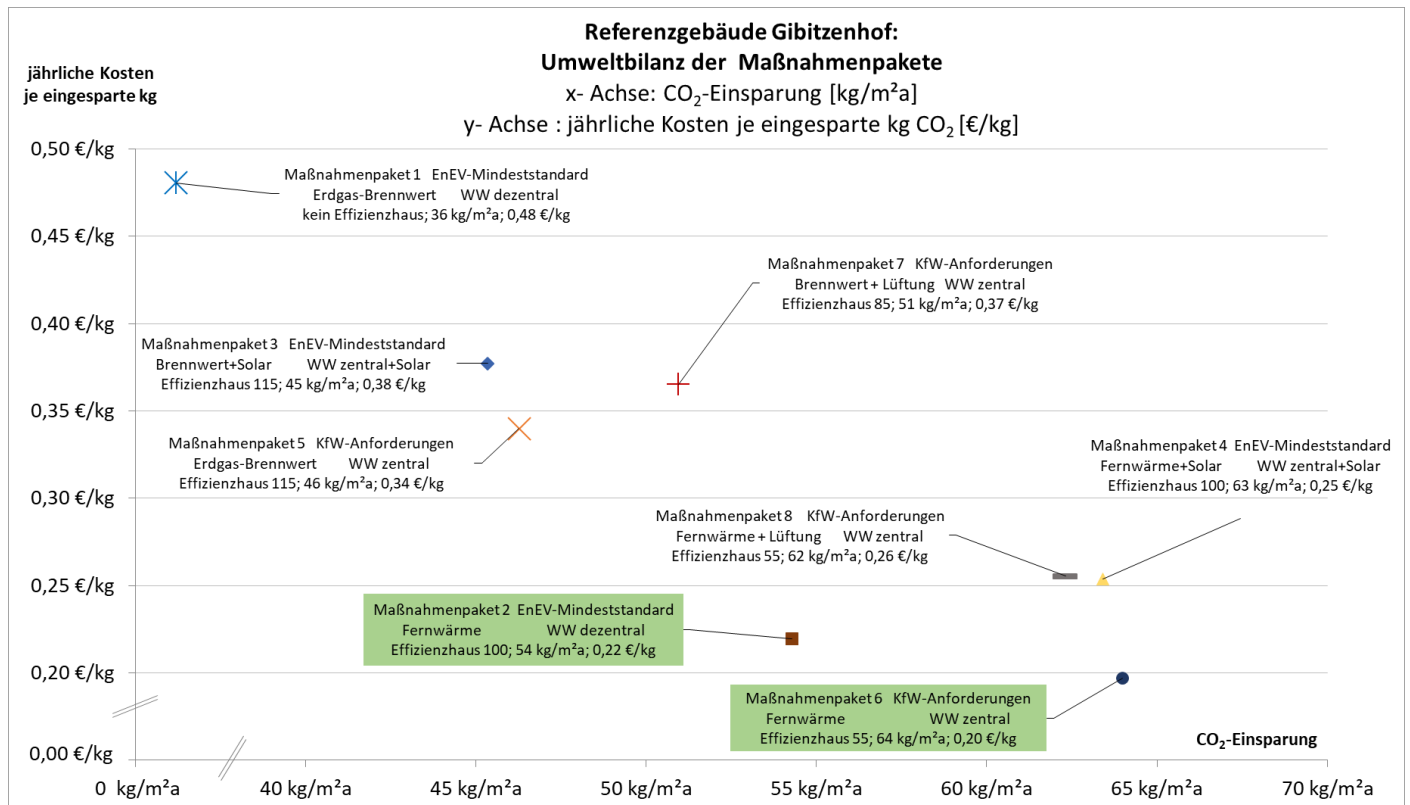 Referenzgebäude Gibitzenhof:
Umweltbilanz der Maßnahmenpakete
x- Achse: CO₂-Einsparung [kg/m²a]
y- Achse : jährliche Kosten je eingesparte kg CO₂ [€/kg]
jährliche Kosten
je eingesparte kg
0,50 €/kg
0,45 €/kg
0,40 €/kg
0,35 €/kg
0,30 €/kg
0,25 €/kg
0,20 €/kg
0,00 €/kg
Maßnahmenpaket 1 EnEV-Mindeststandard
Erdgas-Brennwert WW dezentral
kein Effizienzhaus; 36 kg/m²a; 0,48 €/kg
Maßnahmenpaket 7 KfW-Anforderungen
Brennwert + Lüftung WW zentral
Effizienzhaus 85; 51 kg/m²a; 0,37 €/kg
Maßnahmenpaket 3 EnEV-Mindeststandard
Brennwert+Solar WW zentral+Solar
Effizienzhaus 115; 45 kg/m²a; 0,38 €/kg
Maßnahmenpaket 5 KfW-Anforderungen
Erdgas-Brennwert WW zentral
Effizienzhaus 115; 46 kg/m²a; 0,34 €/kg
Maßnahmenpaket 4 EnEV-Mindeststandard
Fernwärme+Solar WW zentral+Solar
Effizienzhaus 100; 63 kg/m²a; 0,25 €/kg
Maßnahmenpaket 8 KfW-Anforderungen
Fernwärme + Lüftung WW zentral
Effizienzhaus 55; 62 kg/m²a; 0,26 €/kg
Maßnahmenpaket 2 EnEV-Mindeststandard
Fernwärme WW dezentral
Effizienzhaus 100; 54 kg/m²a; 0,22 €/kg
Maßnahmenpaket 6 KfW-Anforderungen
Fernwärme WW zentral
Effizienzhaus 55; 64 kg/m²a; 0,20 €/kg
CO₂-Einsparung
0 kg/m²a 40 kg/m²a 45 kg/m²a 50 kg/m²a 55 kg/m²a 60 kg/m²a 65 kg/m²a 70 kg/m²a